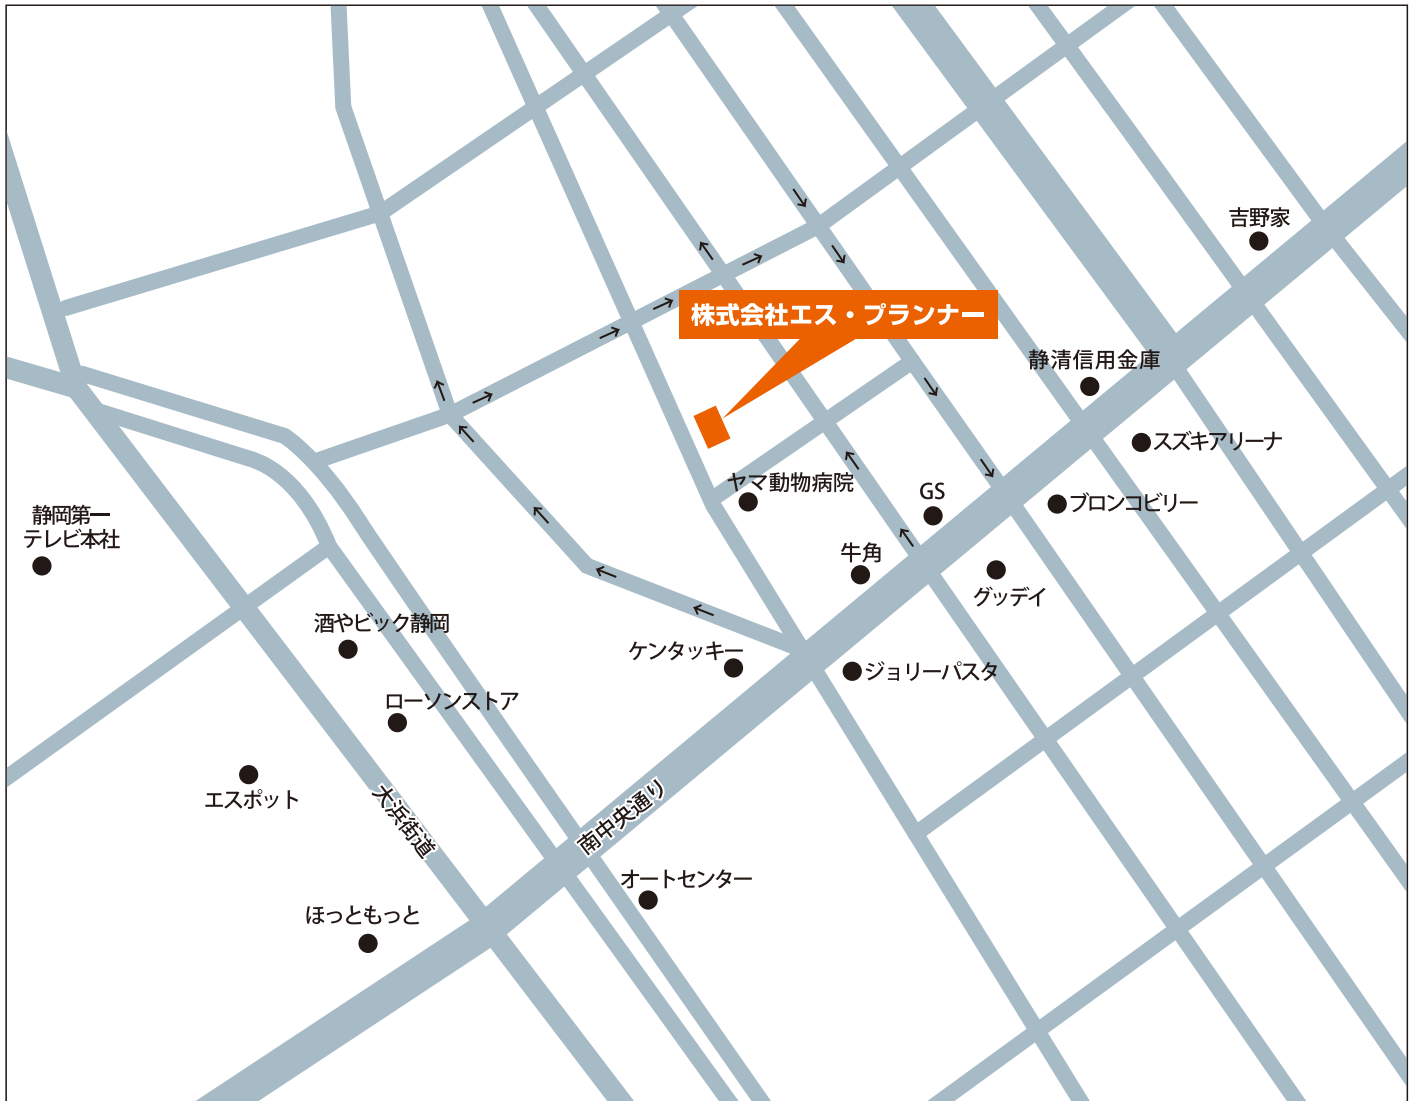 吉野家
株式会社エス・プランナー
静清信用金庫
スズキアリーナ
ヤマ動物病院
GS
ブロンコビリー
静岡第一
テレビ本社
牛角
グッデイ
酒やビック静岡
ケンタッキー
ジョリーパスタ
ローソンストア
エスポット
大浜街道
南中央通り
オートセンター
ほっともっと